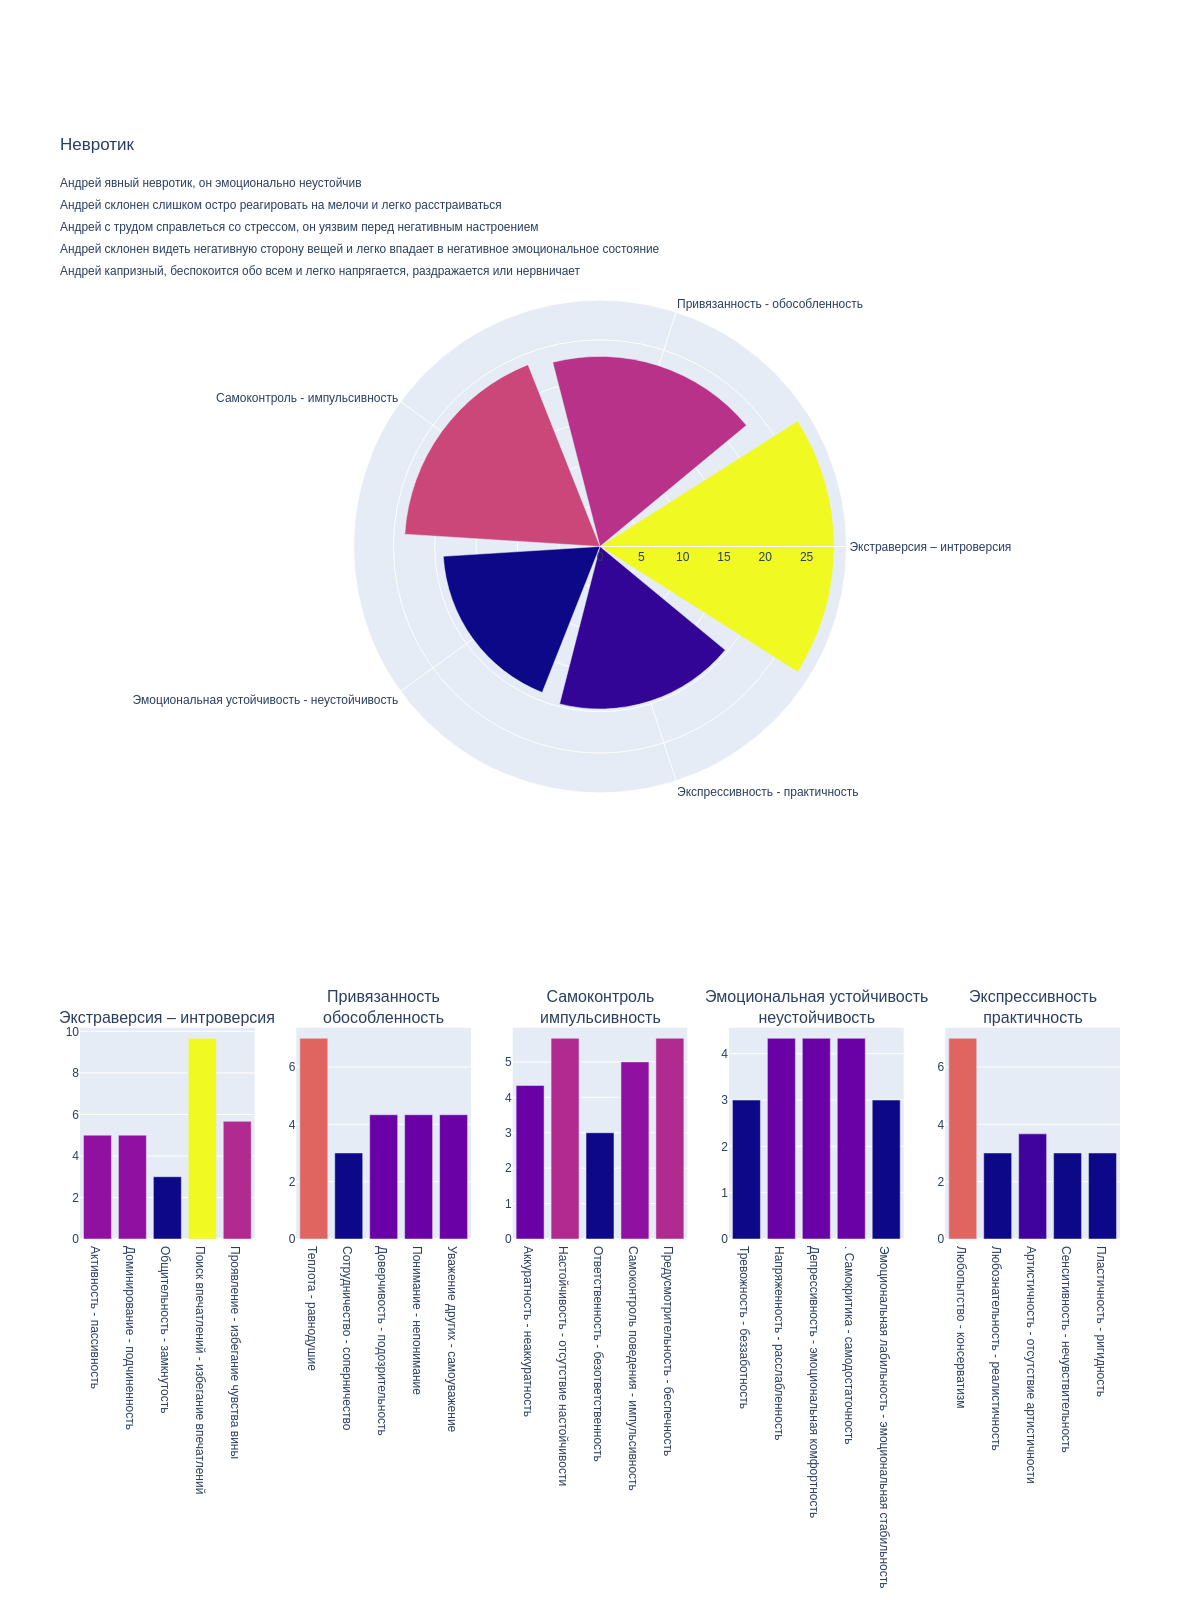 Невротик
Андрей явный невротик, он эмоционально неустойчив
Андрей склонен слишком остро реагировать на мелочи и легко расстраиваться
Андрей с трудом справлеться со стрессом, он уязвим перед негативным настроением
Андрей склонен видеть негативную сторону вещей и легко впадает в негативное эмоциональное состояние
Андрей капризный, беспокоится обо всем и легко напрягается, раздражается или нервничает
Привязанность - обособленность
Самоконтроль - импульсивность
Экстраверсия – интроверсия
5 10 15 20 25
Эмоциональная устойчивость - неустойчивость
Экспрессивность - практичность
Экстраверсия – интроверсия
10
8
6
4
2
0
Активность - пассивность
Доминирование - подчиненность
Общительность - замкнутость
Поиск впечатлений - избегание впечатлений
Проявление - избегание чувства вины
Привязанность
обособленность
6
4
2
0
Теплота - равнодушие
Сотрудничество - соперничество
Доверчивость - подозрительность
Понимание - непонимание
Уважение других - самоуважение
Самоконтроль
импульсивность
5
4
3
2
1
0
Аккуратность - неаккуратность
Настойчивость - отсутствие настойчивости
Ответственность - безответственность
Самоконтроль поведения - импульсивность
Предусмотрительность - беспечность
Эмоциональная устойчивость
неустойчивость
4
3
2
1
0
Тревожность - беззаботность
Напряженность - расслабленность
Депрессивность - эмоциональная комфортность
. Самокритика - самодостаточность
Эмоциональная лабильность - эмоциональная стабильность
Экспрессивность
практичность
6
4
2
0
Любопытство - консерватизм
Любознательность - реалистичность
Артистичность - отсутствие артистичности
Сенситивность - нечувствительность
Пластичность - ригидность